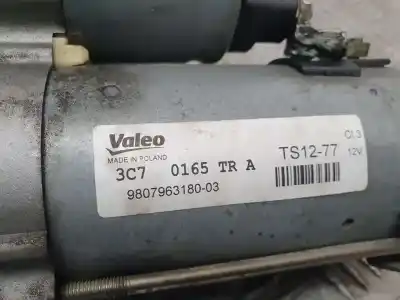 Valeo
MADE IN POLAND
3C7 0165 TR A
9807963180-03
TS12-77
CL3
12V